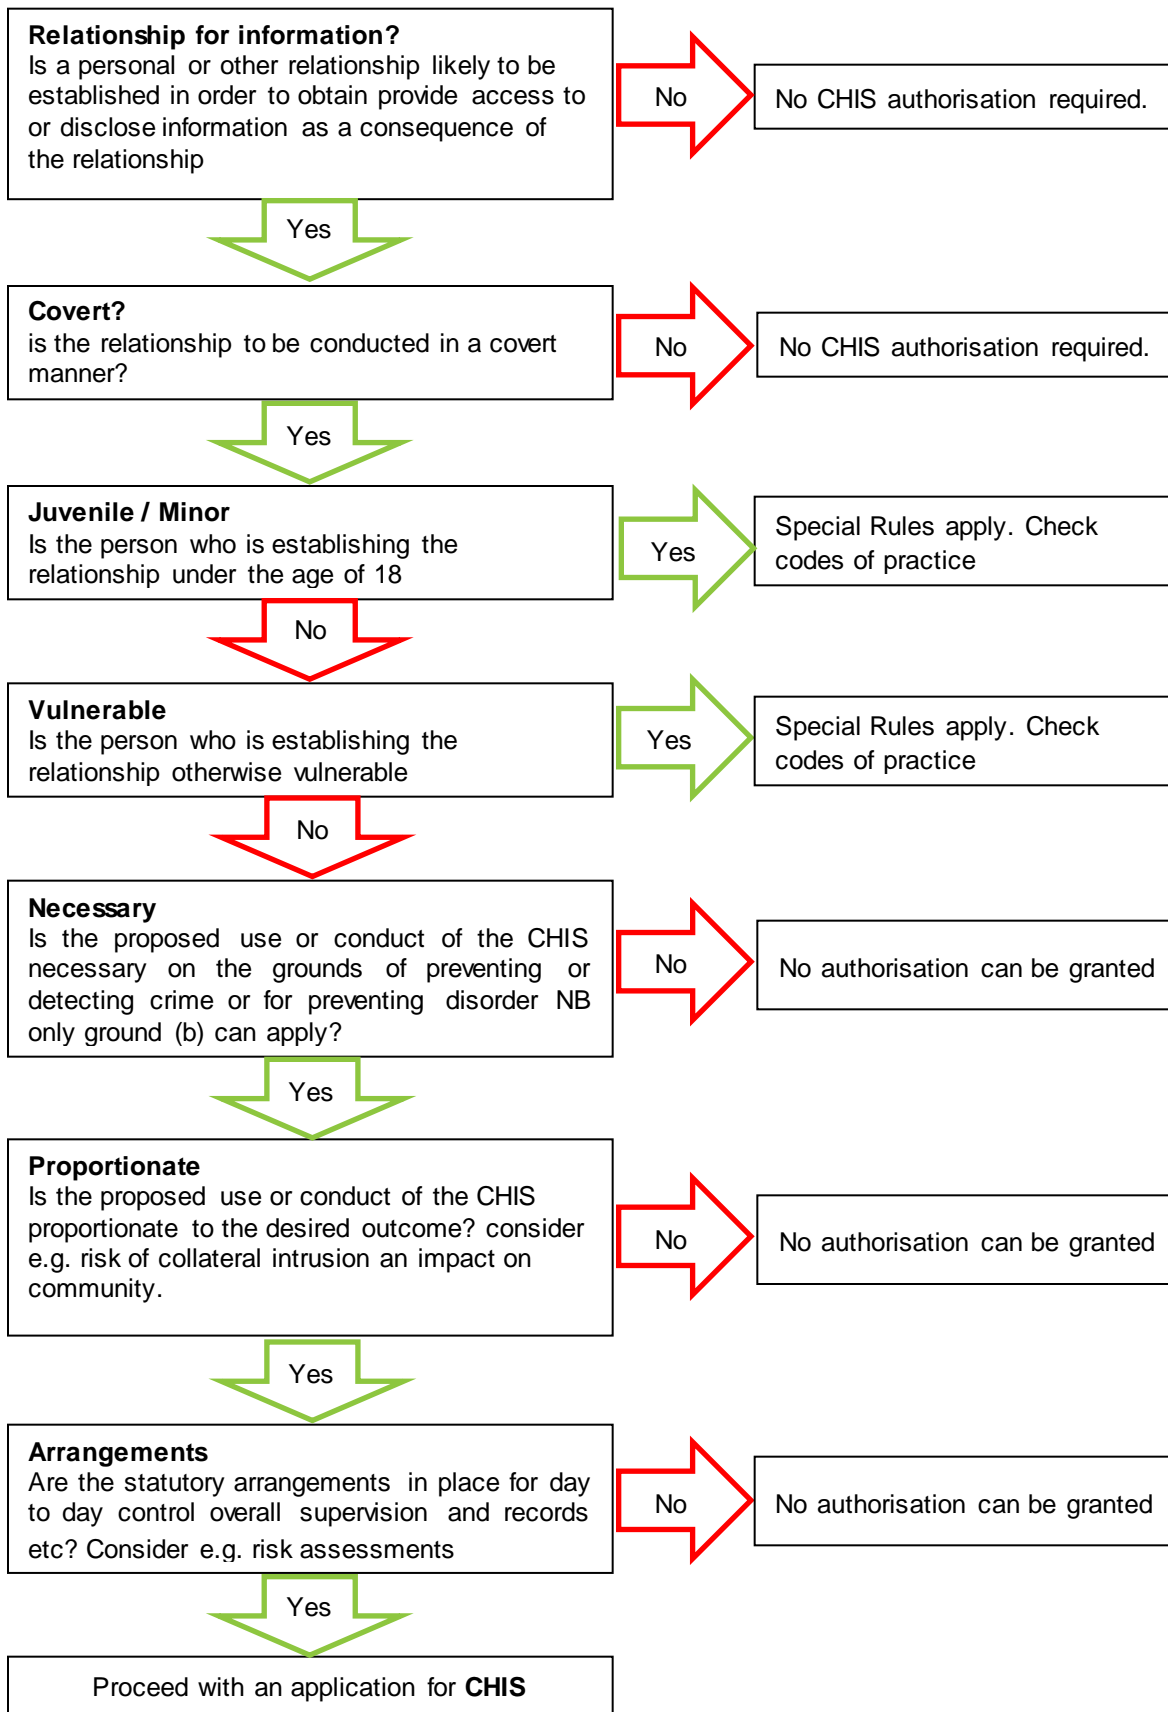 Relationship for information?
Is a personal or other relationship likely to be
established in order to obtain provide access to
or disclose information as a consequence of
the relationship
No
No CHIS authorisation required.
Yes
Covert?
is the relationship to be conducted in a covert
manner?
No
No CHIS authorisation required.
Yes
Juvenile / Minor
Is the person who is establishing the
relationship under the age of 18
Yes
Special Rules apply. Check
codes of practice
No
Vulnerable
Is the person who is establishing the
relationship otherwise vulnerable
Yes
Special Rules apply. Check
codes of practice
No
Necessary
Is the proposed use or conduct of the CHIS
necessary on the grounds of preventing or
detecting crime or for preventing disorder NB
only ground (b) can apply?
No
No authorisation can be granted
Yes
Proportionate
Is the proposed use or conduct of the CHIS
proportionate to the desired outcome? consider
e.g. risk of collateral intrusion an impact on
community.
No
No authorisation can be granted
Yes
Arrangements
Are the statutory arrangements in place for day
to day control overall supervision and records
etc? Consider e.g. risk assessments
No
No authorisation can be granted
Yes
Proceed with an application for CHIS